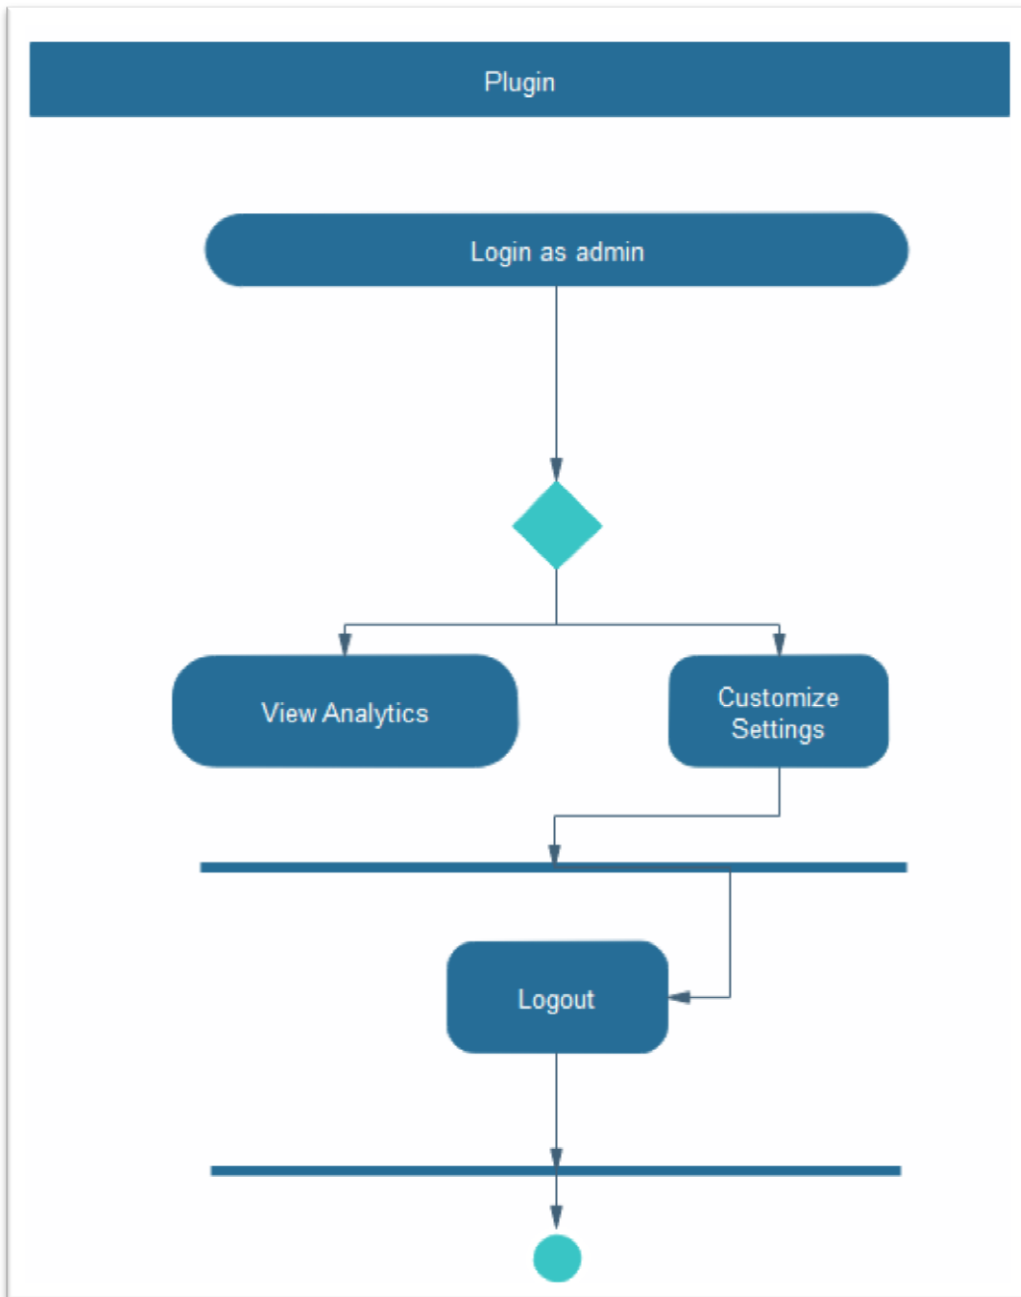 Plugin
Login as admin
View Analytics
Customize
Settings
Logout